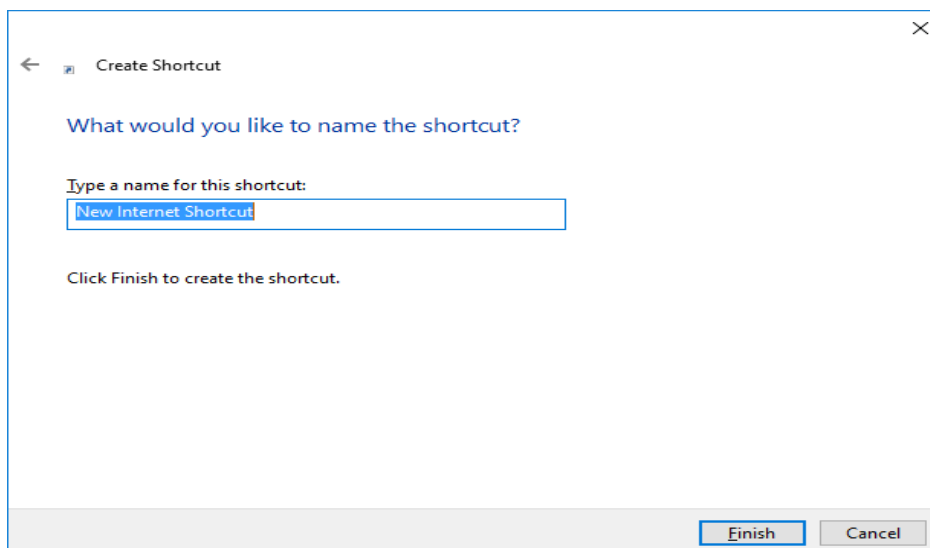 Create Shortcut
What would you like to name the shortcut?
Type a name for this shortcut:
New Internet Shortcut
Click Finish to create the shortcut.
Finish Cancel